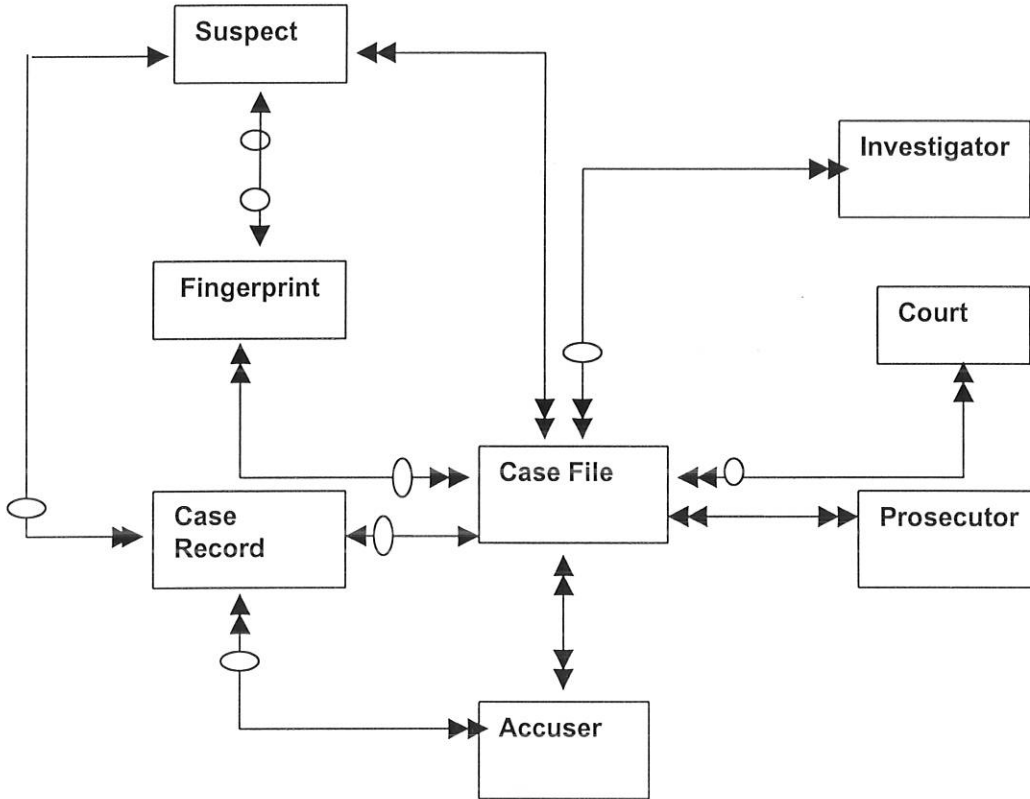 Suspect
Investigator
Fingerprint
Court
Case File
Case
Record
Prosecutor
Accuser